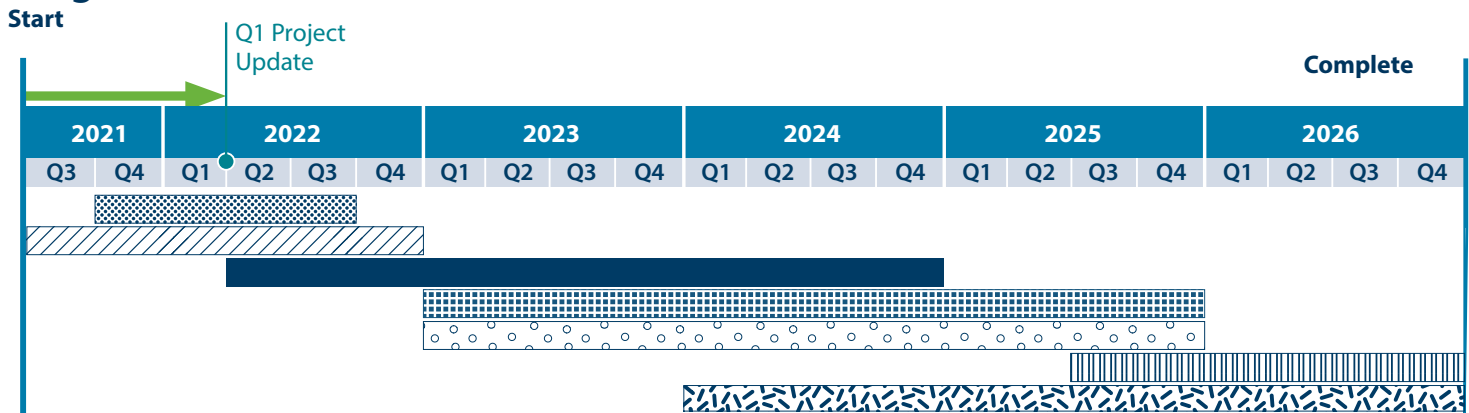 Start
Q1 Project
Update
Complete
2021 2022 2023 2024 2025 2026
Q3 Q4 Q1 Q2 Q3 Q4 Q1 Q2 Q3 Q4 Q1 Q2 Q3 Q4 Q1 Q2 Q3 Q4 Q1 Q2 Q3 Q4